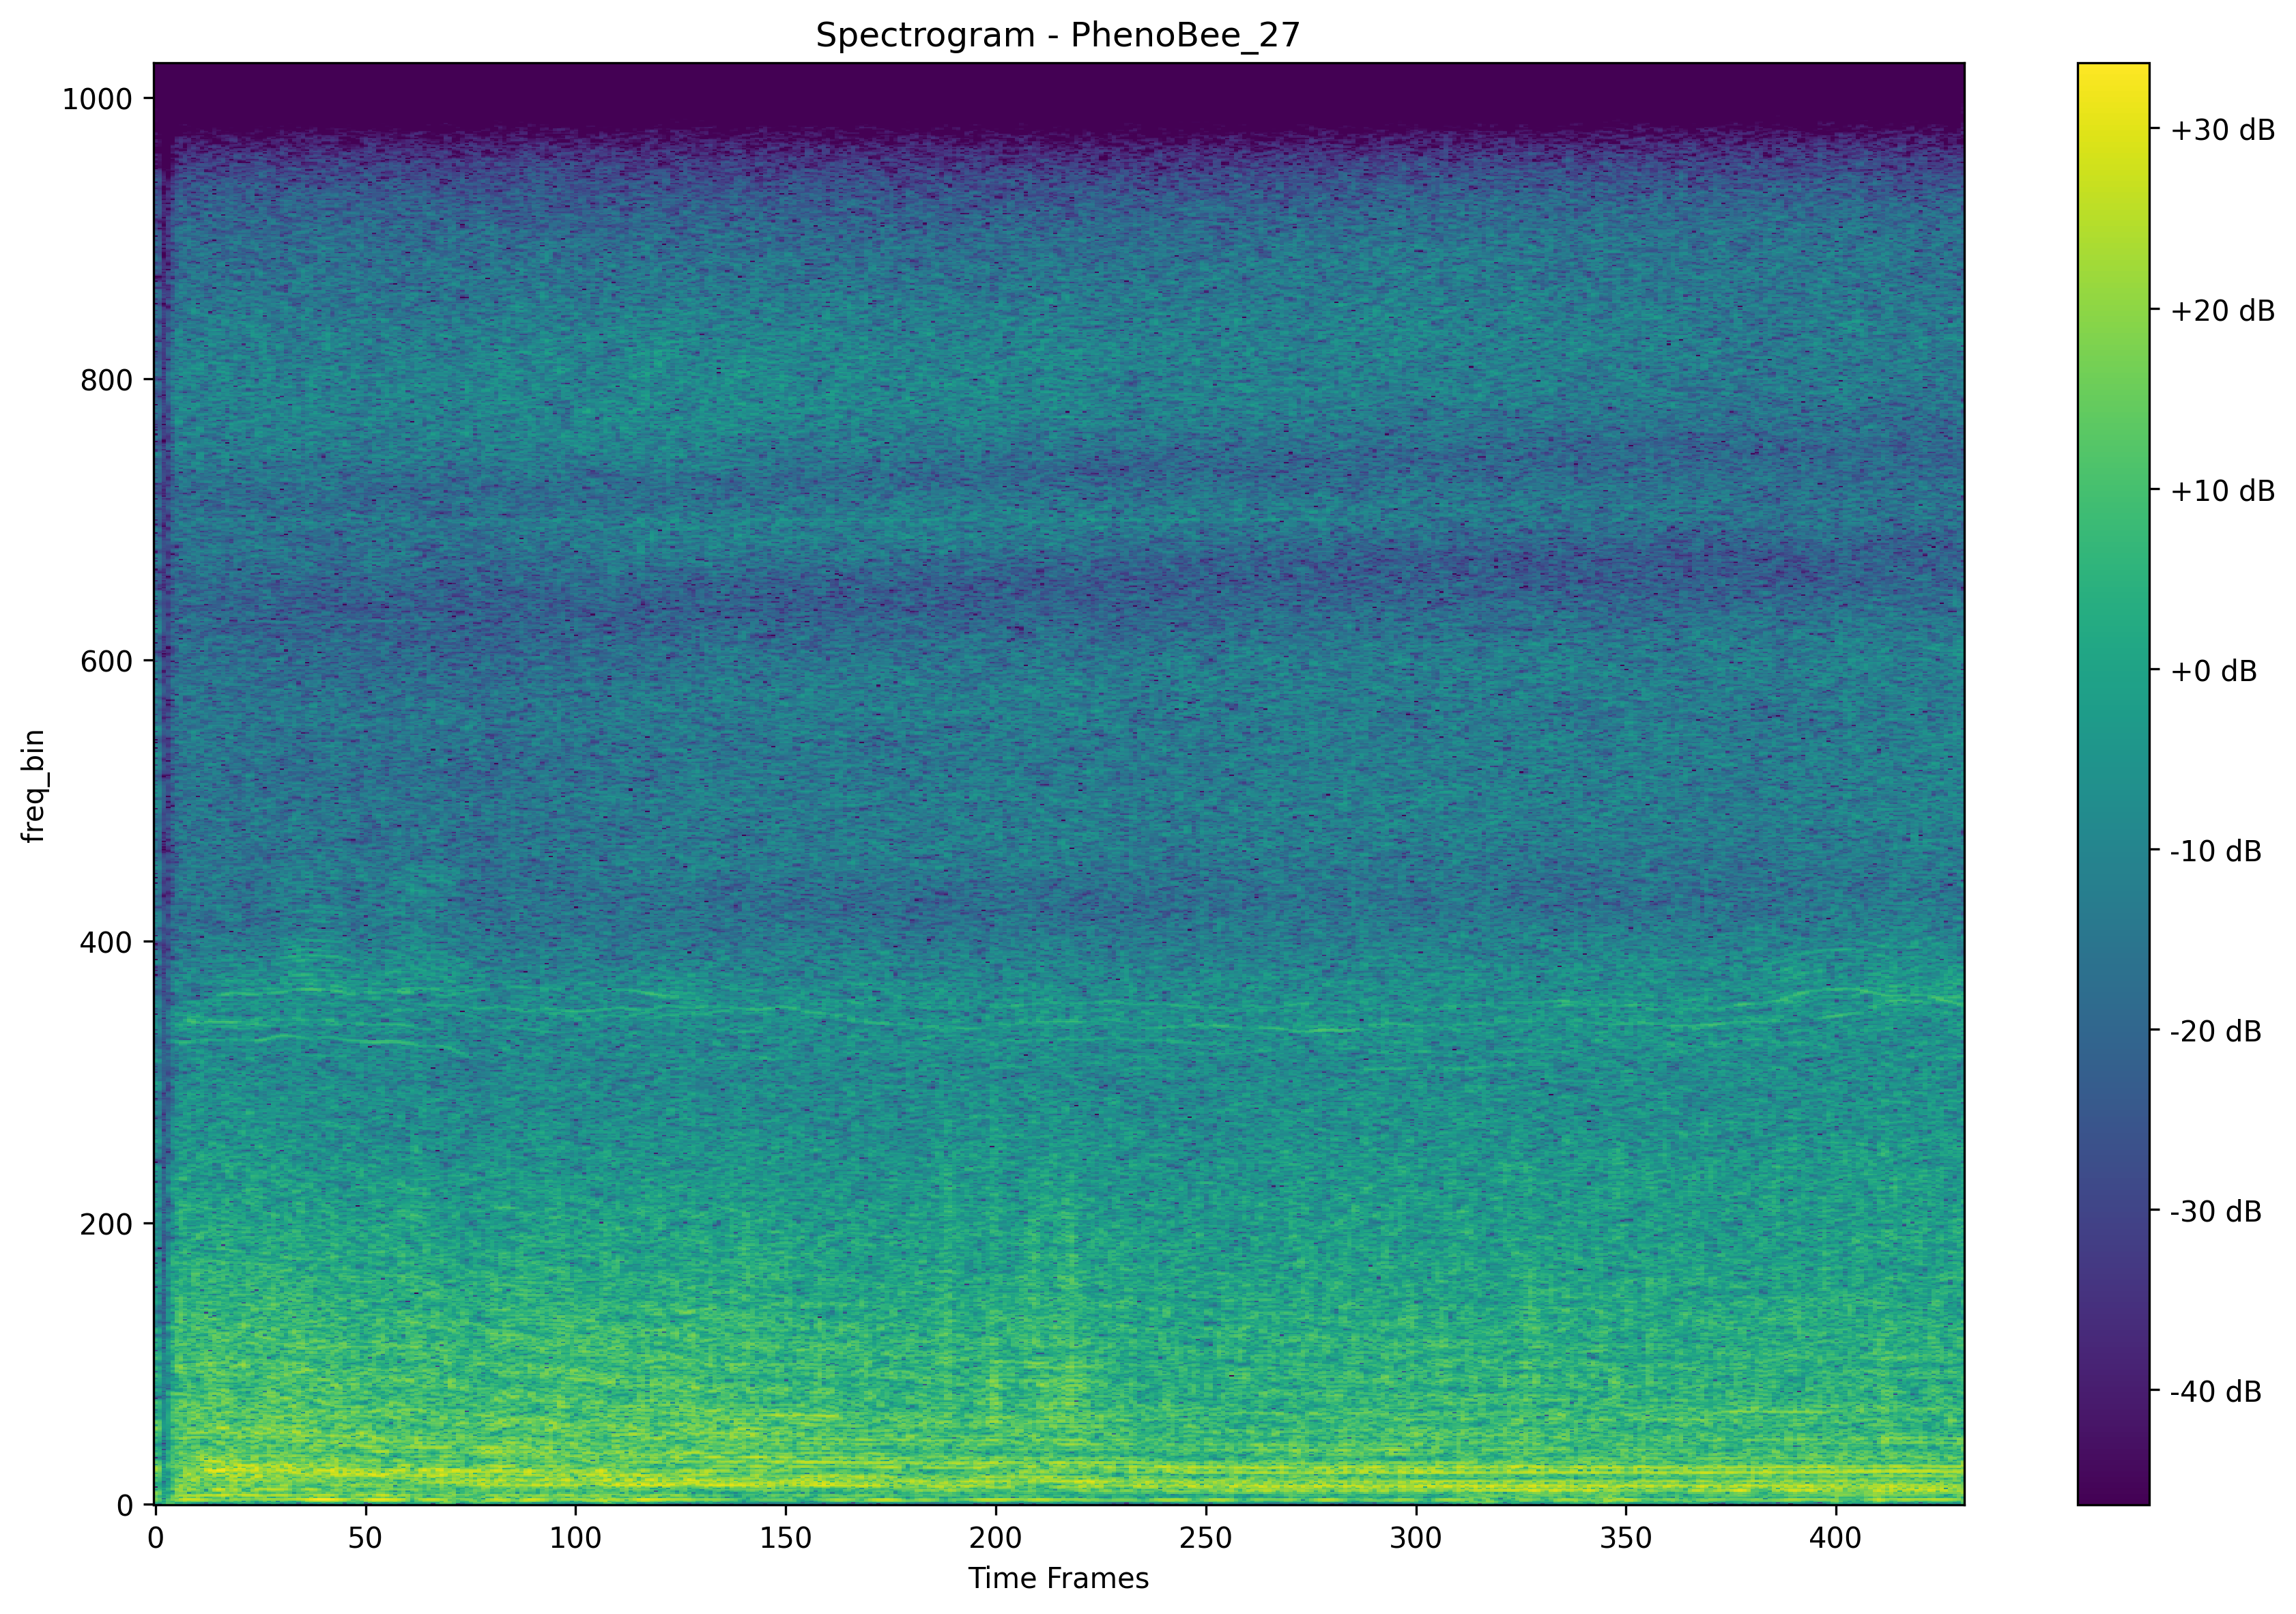 Spectrogram - PhenoBee_27
1000
800
600
400
200
0
freq_bin
0 50 100 150 200 250 300 350 400
Time Frames
+30 dB
+20 dB
+10 dB
+0 dB
-10 dB
-20 dB
-30 dB
-40 dB